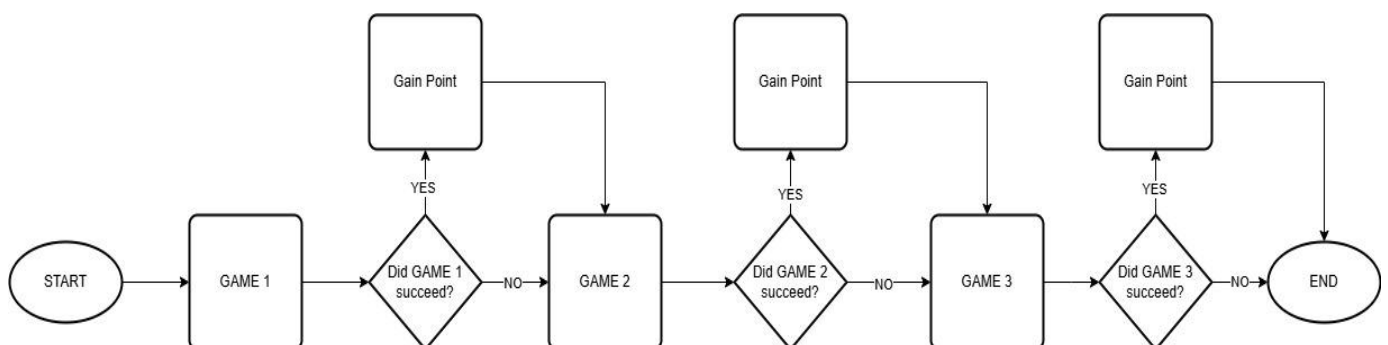 Gain Point
Gain Point
Gain Point
YES
YES
YES
START
GAME 1
Did GAME 1
succeed?
NO
GAME 2
Did GAME 2
succeed?
NO
GAME 3
Did GAME 3
succeed?
NO
END